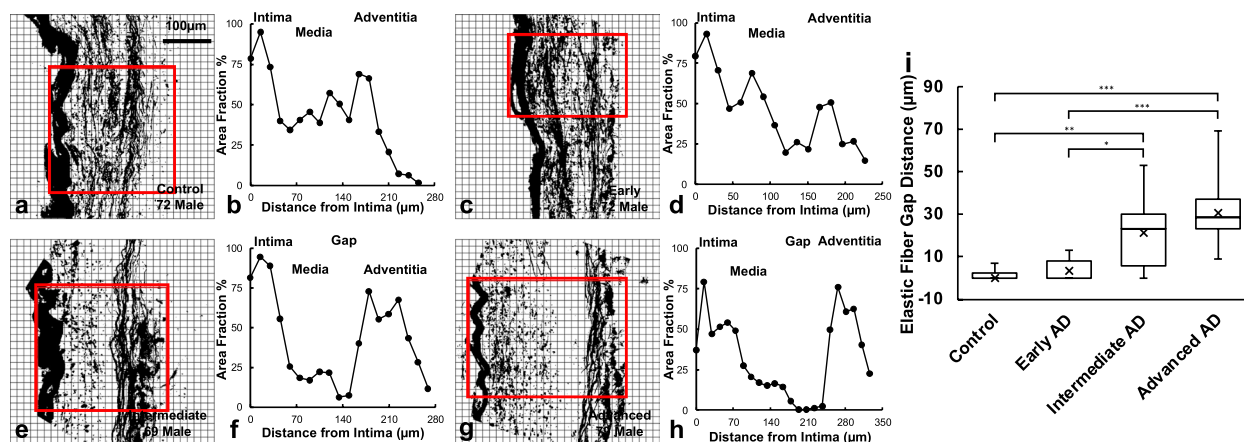 100µm
Control
72 Male
a
Intima
Adventitia
Media
100
75
50
25
0
Area Fraction %
0 70 140 210 280
Distance from Intima (µm)
b
Early
72 Male
c
Intima
Adventitia
Media
100
75
50
25
0
Area Fraction %
0 50 100 150 200 250
Distance from Intima (µm)
d
Intermediate
69 Male
e
Intima
Gap
Media
Adventitia
100
75
50
25
0
Area Fraction %
0 70 140 210 280
Distance from Intima (µm)
f
Advanced
79 Male
g
Intima
Gap Adventitia
Media
100
75
50
25
0
Area Fraction %
0 70 140 210 280 350
Distance from Intima (µm)
h
i
Elastic Fiber Gap Distance (µm)
90
70
50
30
10
-10
***
***
**
*
Control
Early AD
Intermediate AD
Advanced AD